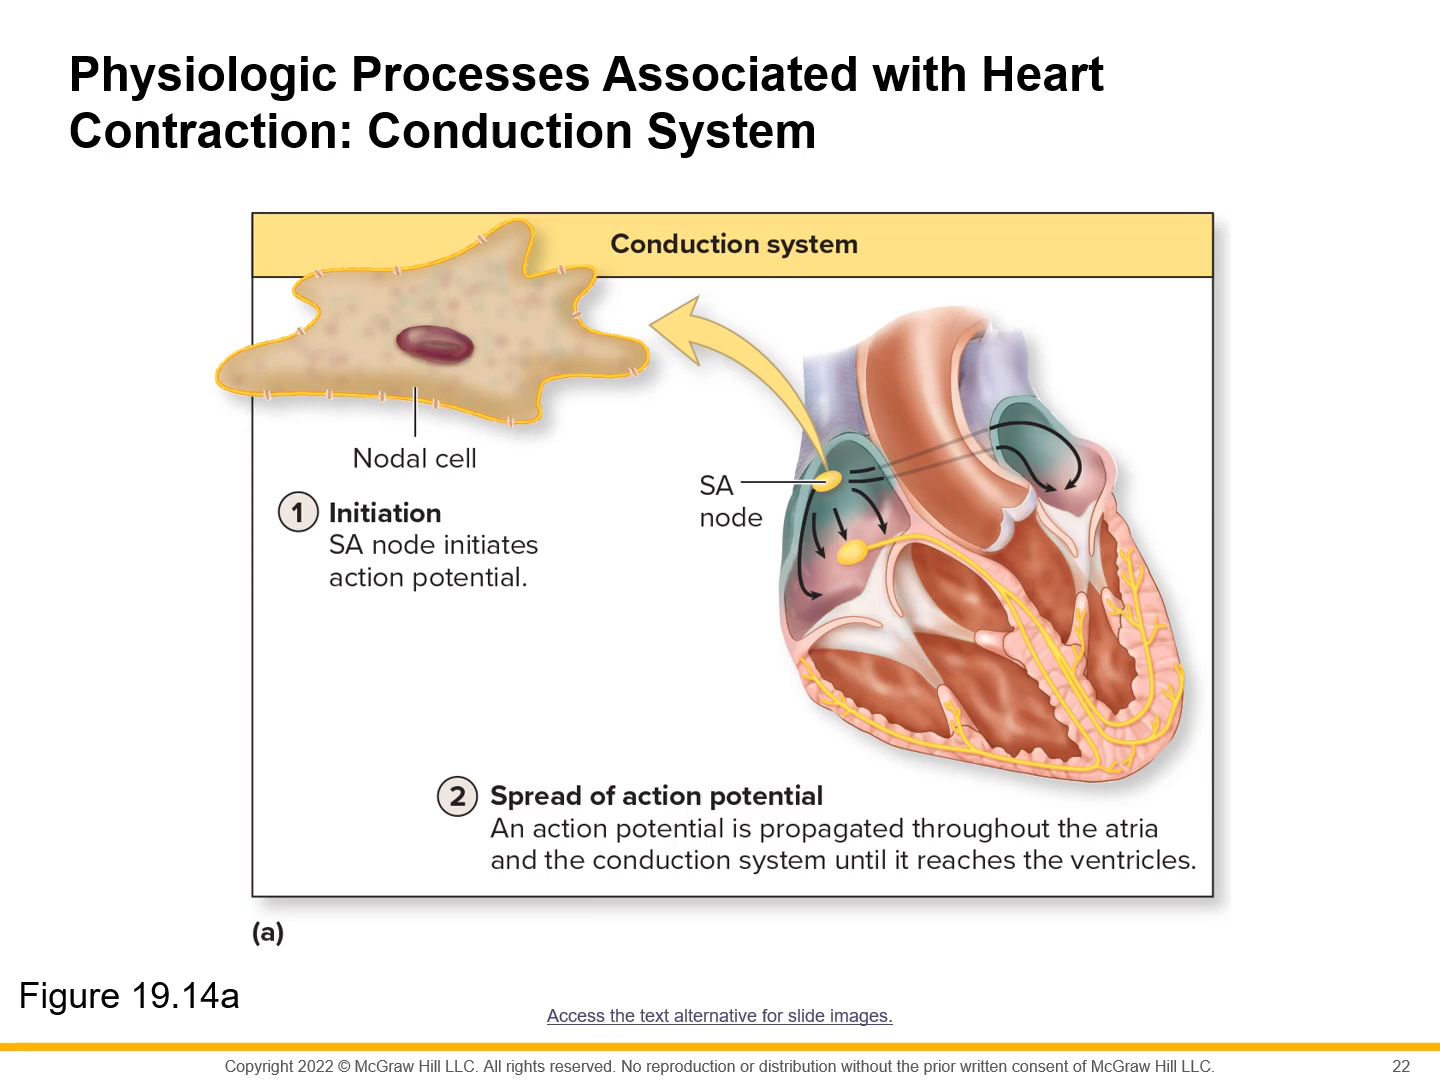 Physiologic Processes Associated with Heart
Contraction: Conduction System
Conduction system
Nodal cell
SA
node
1 Initiation
SA node initiates
action potential.
2 Spread of action potential
An action potential is propagated throughout the atria
and the conduction system until it reaches the ventricles.
(a)
Figure 19.14a
Access the text alternative for slide images.
Copyright 2022 © McGraw Hill LLC. All rights reserved. No reproduction or distribution without the prior written consent of McGraw Hill LLC.
22